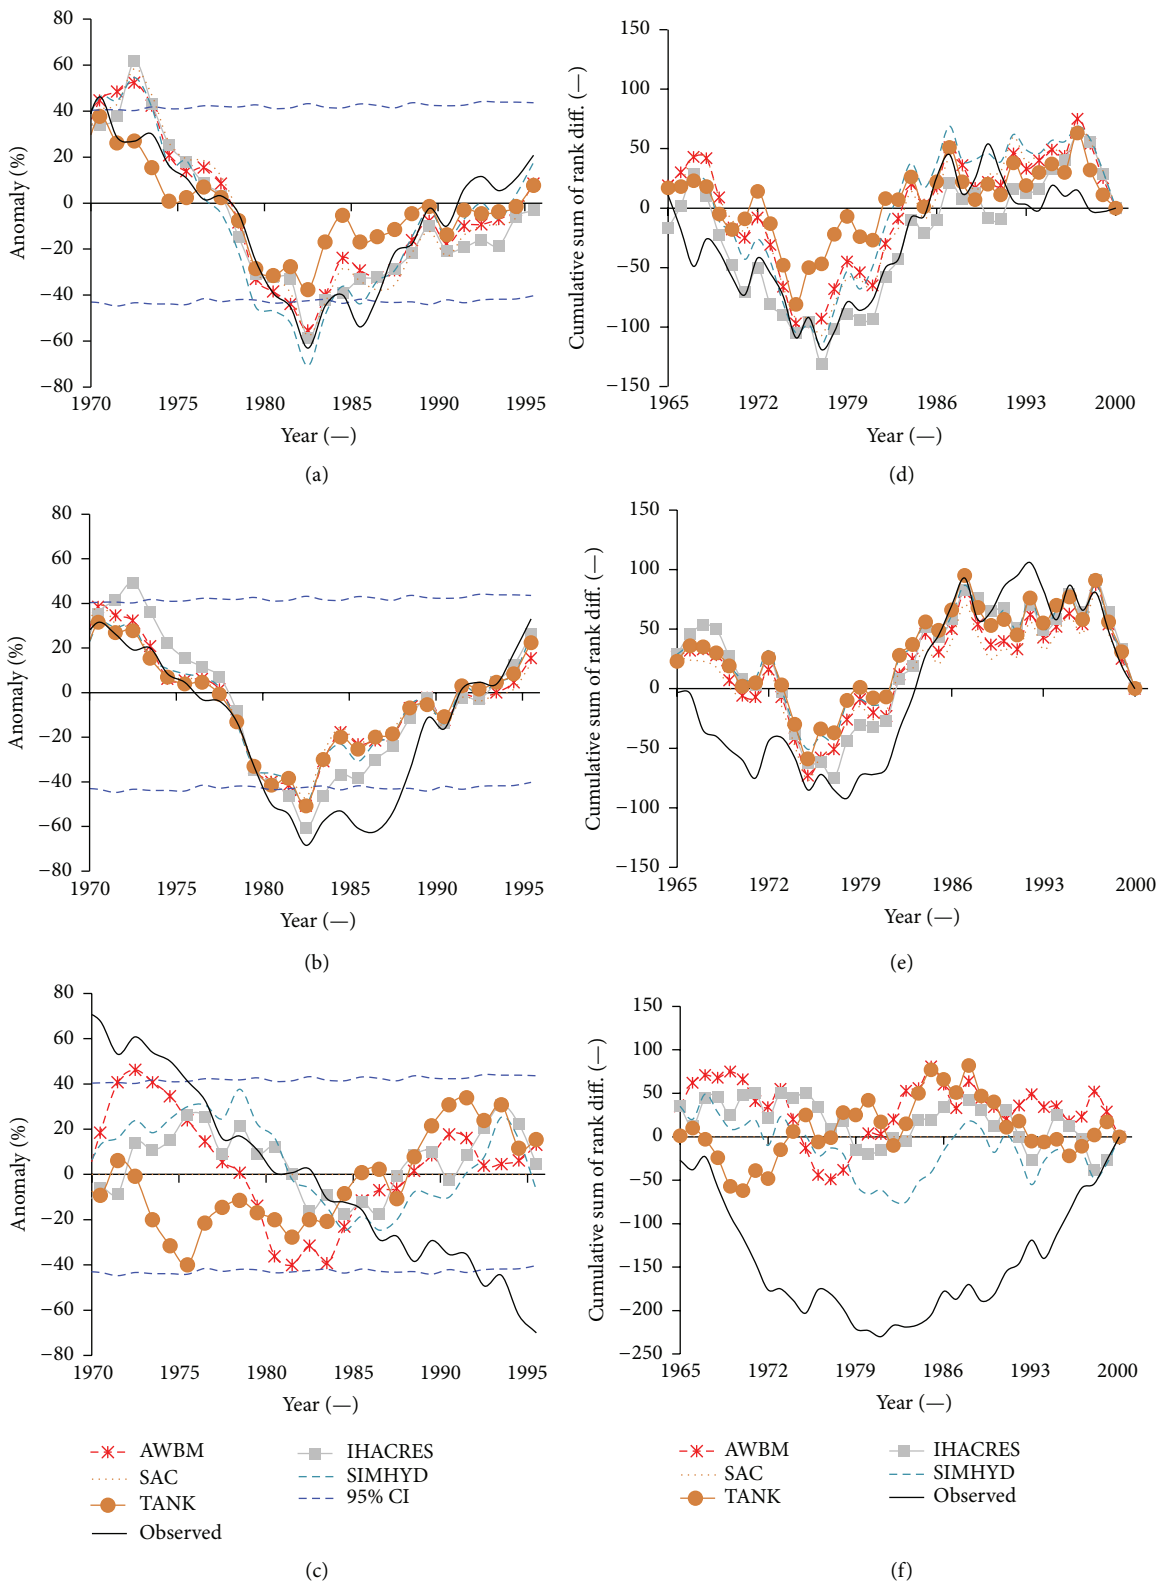 80
60
40
20
0
−20
−40
−60
−80
Anomaly (%)
1970 1975 1980 1985 1990 1995
Year (—)
(a)
150
100
50
0
−50
−100
−150
Cumulative sum of rank diff. (—)
1965 1972 1979 1986 1993 2000
Year (—)
(d)
80
60
40
20
0
−20
−40
−60
−80
Anomaly (%)
1970 1975 1980 1985 1990 1995
Year (—)
(b)
150
100
50
0
−50
−100
−150
Cumulative sum of rank diff. (—)
1965 1972 1979 1986 1993 2000
Year (—)
(e)
80
60
40
20
0
−20
−40
−60
−80
Anomaly (%)
1970 1975 1980 1985 1990 1995
Year (—)
AWBM
SAC
TANK
Observed
IHACRES
SIMHYD
95% CI
(c)
150
100
50
0
−50
−100
−150
−200
−250
Cumulative sum of rank diff. (—)
1965 1972 1979 1986 1993 2000
Year (—)
AWBM
SAC
TANK
IHACRES
SIMHYD
Observed
(f)